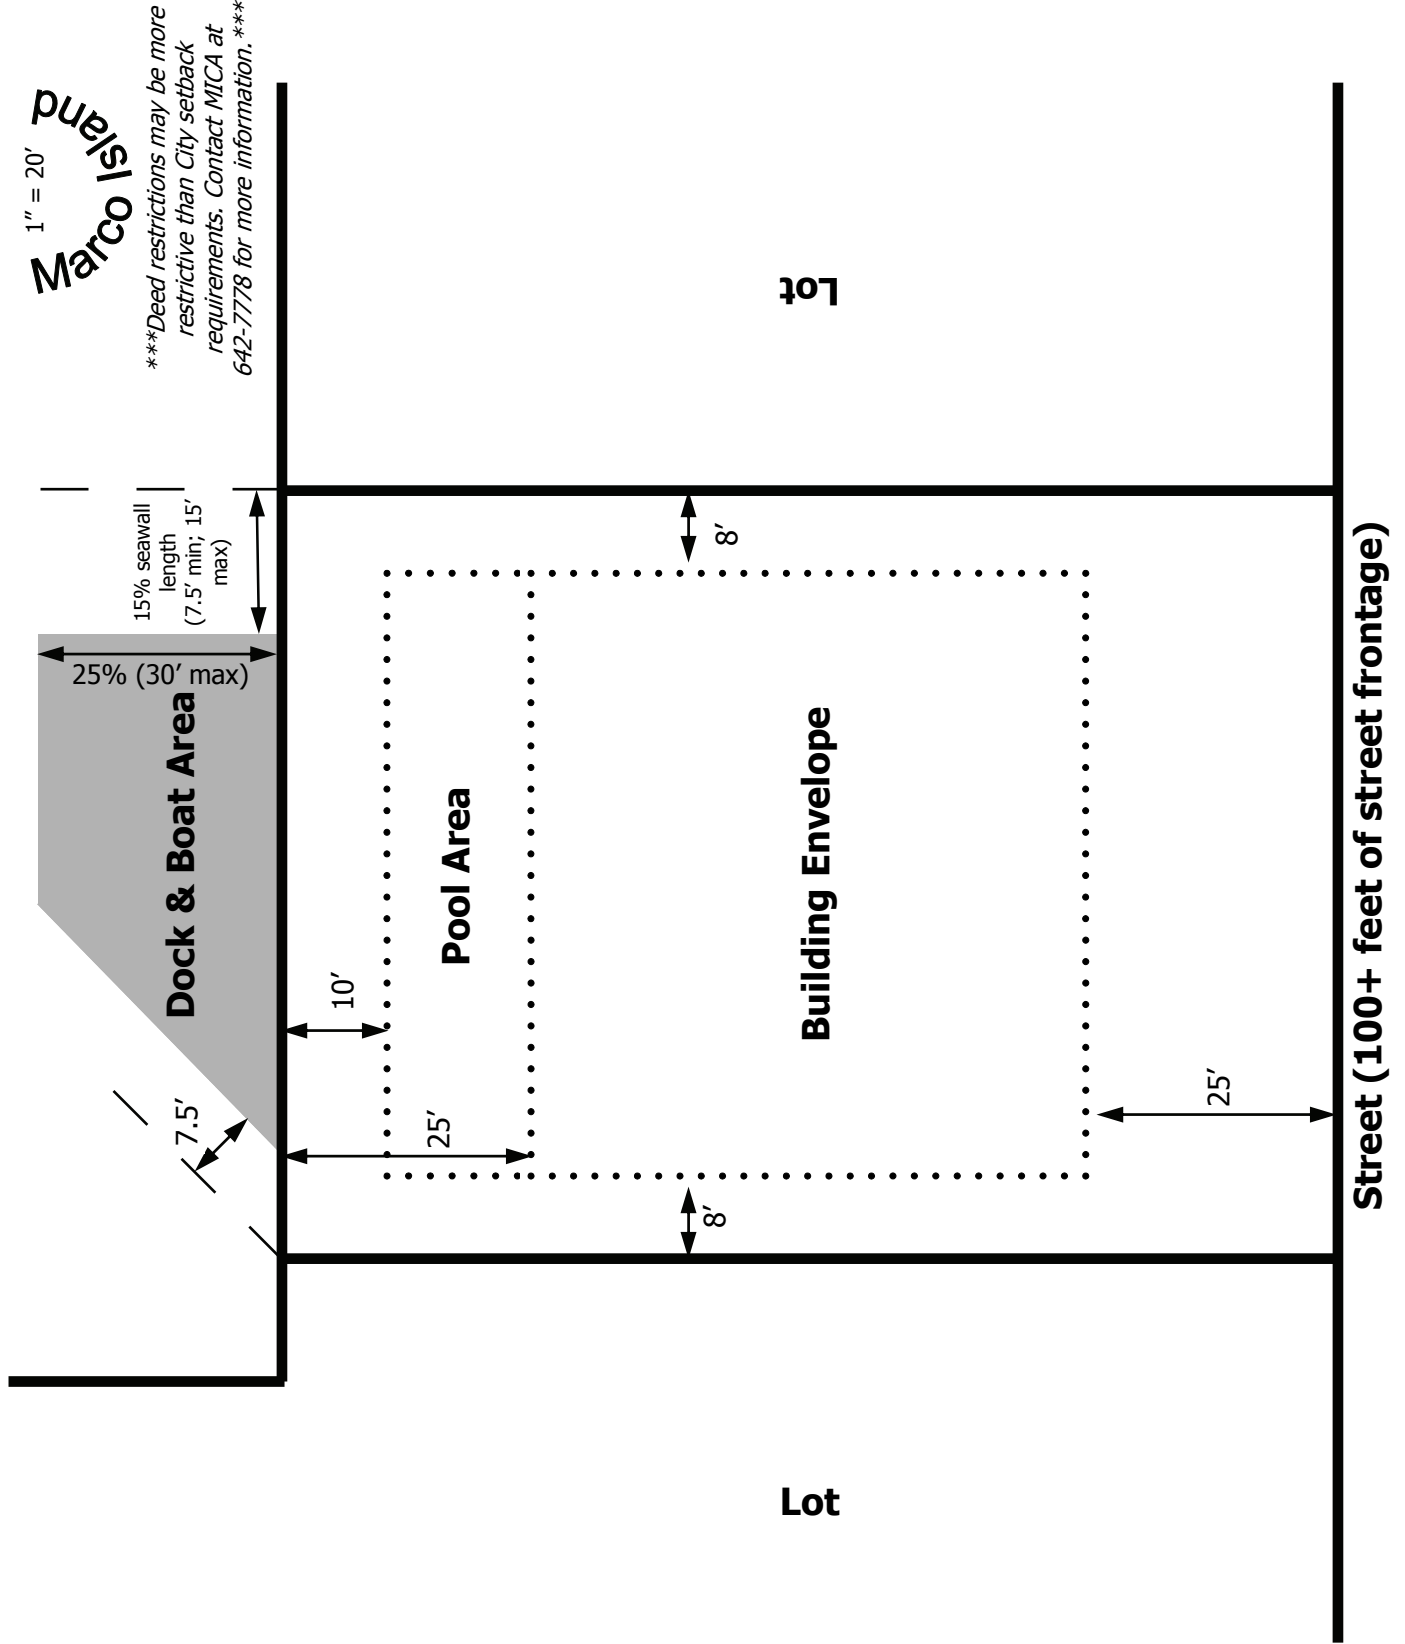 1” = 20’
Marco Island
***Deed restrictions may be more
restrictive than City setback
requirements. Contact MICA at
642-7778 for more information.***
15% seawall
length
(7.5’ min; 15’
max)
25% (30’ max)
Dock & Boat Area
7.5’
10’
25’
Pool Area
8’
8’
Building Envelope
Lot
Lot
25’
Street (100+ feet of street frontage)